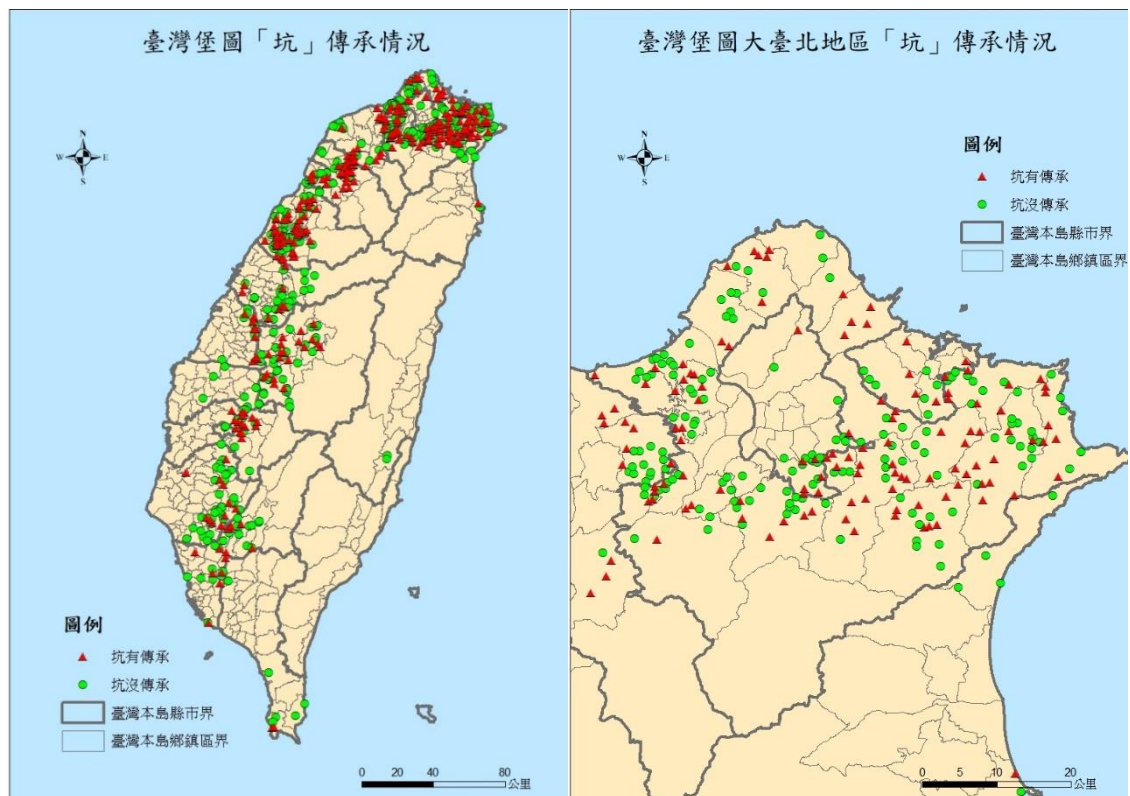 臺灣堡圖「坑」傳承情況
N
W
E
S
圖例
坑有傳承
坑沒傳承
臺灣本島縣市界
臺灣本島鄉鎮區界
0 20 40 80
公里
臺灣堡圖大臺北地區「坑」傳承情況
N
W
E
S
圖例
坑有傳承
坑沒傳承
臺灣本島縣市界
臺灣本島鄉鎮區界
0 5 10 20
公里